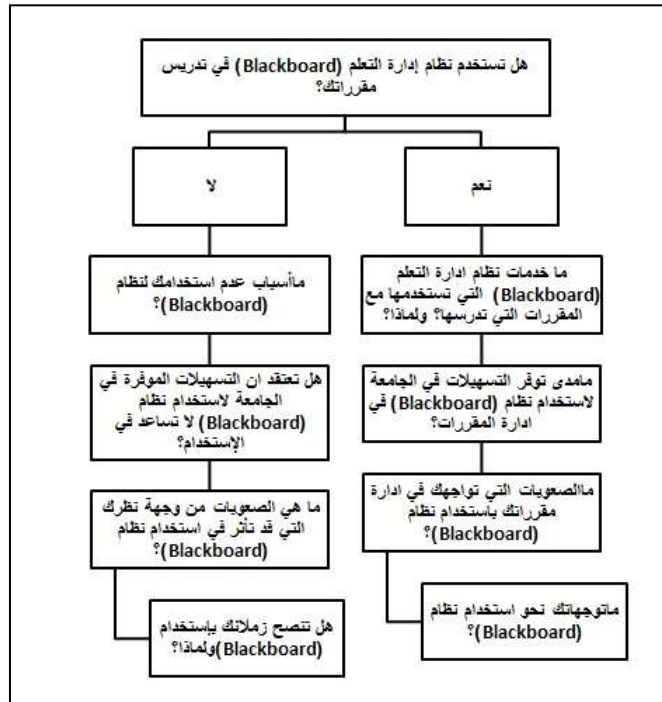 هل تستخدم نظام إدارة التعلم (Blackboard) في تدريس
مقرراتك؟
نعم
لا
ما خدمات نظام ادارة التعلم
(Blackboard) التي تستخدمها مع
المقررات التي تدرسها؟ ولماذا؟
مامدى توفر التسهيلات في الجامعة
لاستخدام نظام (Blackboard) في
ادارة المقررات؟
ماالصعوبات التي تواجهك في ادارة
مقرراتك باستخدام نظام
(Blackboard)؟
ماتوجهاتك نحو استخدام نظام
(Blackboard)؟
ماأسباب عدم استخدامك لنظام
(Blackboard)؟
هل تعتقد ان التسهيلات الموفرة في
الجامعة لاستخدام نظام
(Blackboard) لا تساعد في
الإستخدام؟
ما هي الصعوبات من وجهة نظرك
التي قد تأثر في استخدام نظام
(Blackboard)؟
هل تنصح زملائك بإستخدام
(Blackboard)ولماذا؟